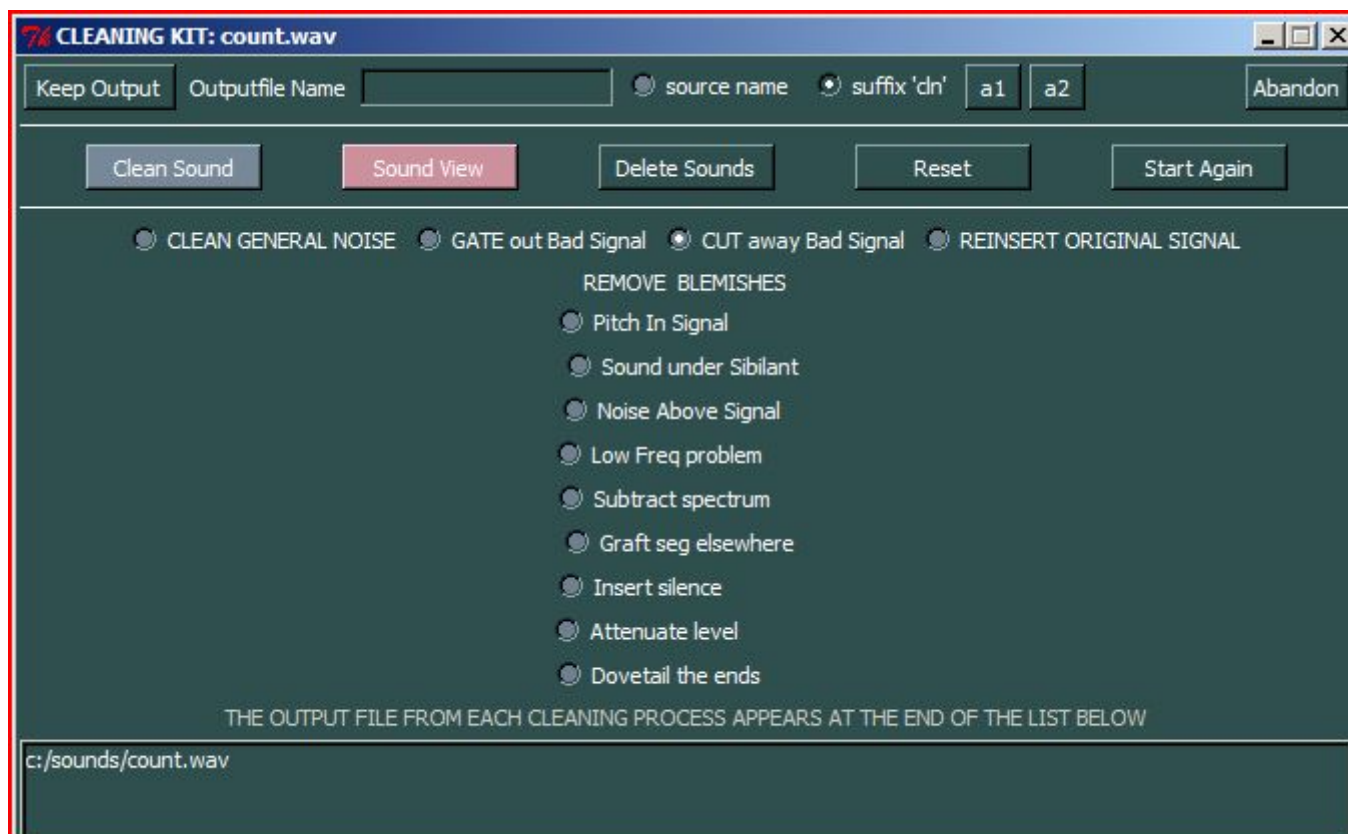 CLEANING KIT: count.wav
Keep Output Outputfile Name source name suffix 'cln' a1 a2 Abandon
Clean Sound Sound View Delete Sounds Reset Start Again
CLEAN GENERAL NOISE GATE out Bad Signal CUT away Bad Signal REINSERT ORIGINAL SIGNAL
REMOVE BLEMISHES
Pitch In Signal
Sound under Sibilant
Noise Above Signal
Low Freq problem
Subtract spectrum
Graft seg elsewhere
Insert silence
Attenuate level
Dovetail the ends
THE OUTPUT FILE FROM EACH CLEANING PROCESS APPEARS AT THE END OF THE LIST BELOW
c:/sounds/count.wav